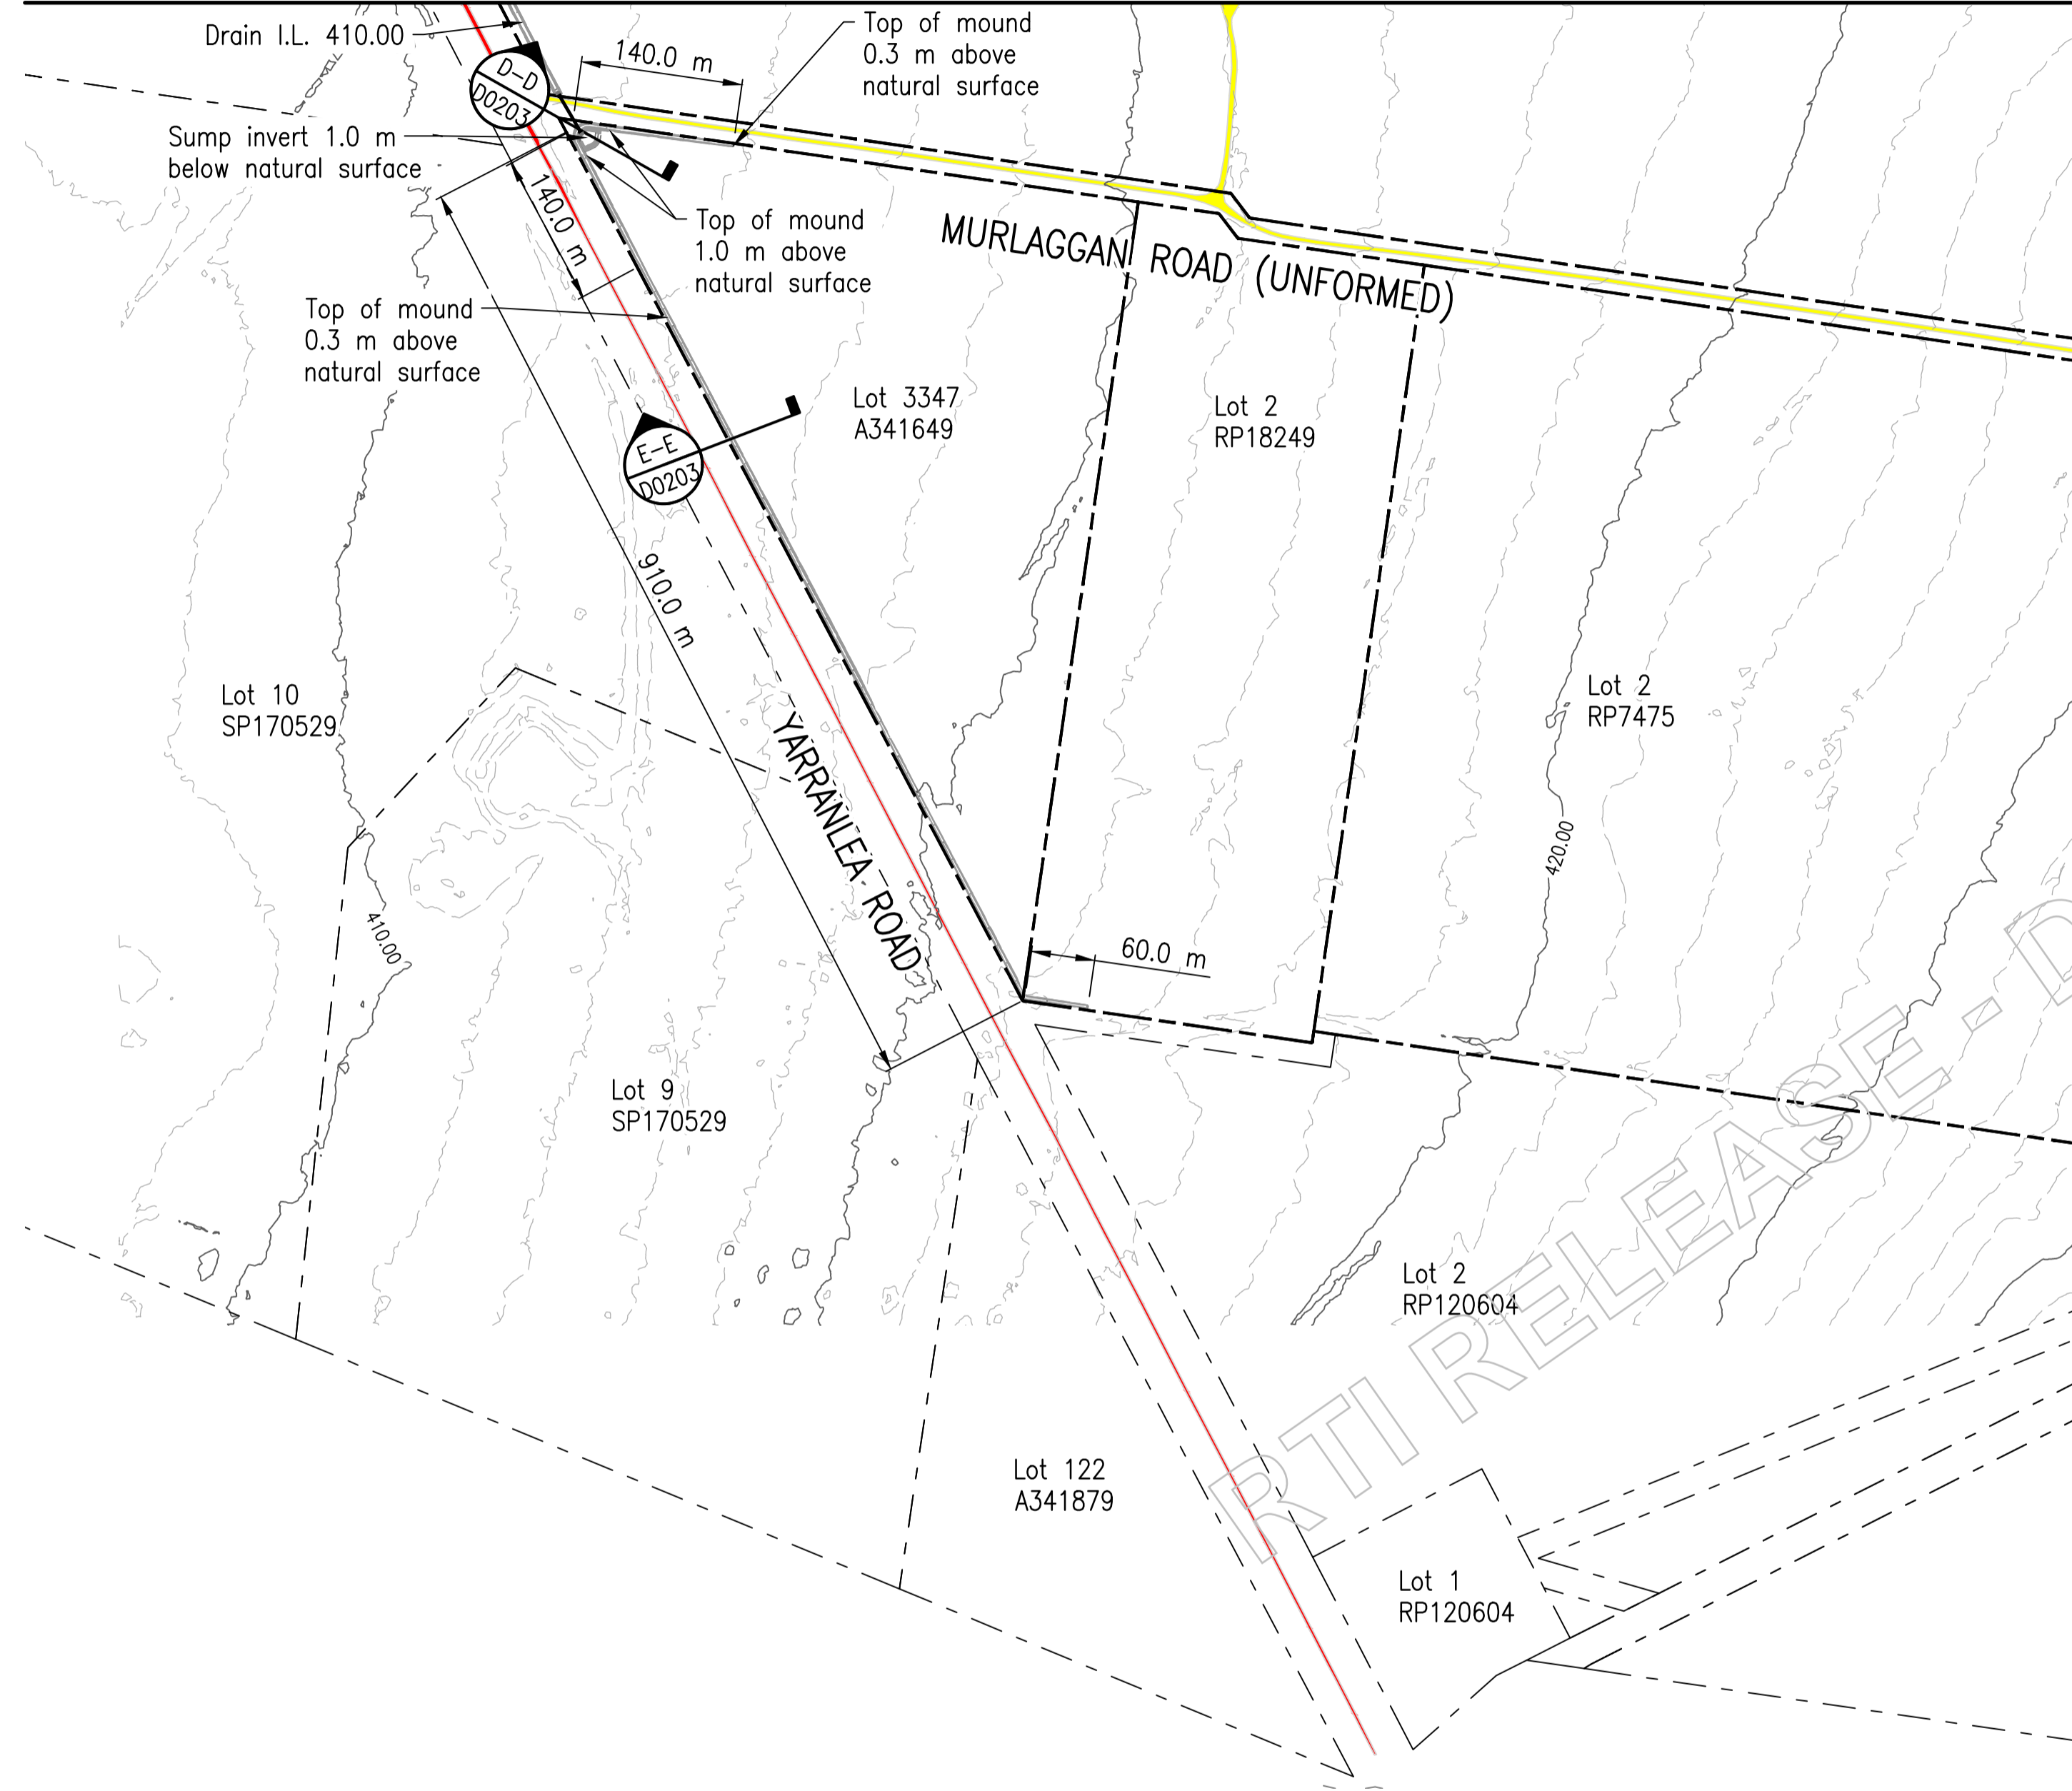 Drain I.L. 410.00
Top of mound
0.3 m above
natural surface
140.0 m
D-D
D0203
Sump invert 1.0 m
below natural surface
140.0 m
Top of mound
1.0 m above
natural surface
MURLAGGAN ROAD (UNFORMED)
Top of mound
0.3 m above
natural surface
Lot 3347
A341649
Lot 2
RP18249
E-E
D0203
910.0 m
Lot 10
SP170529
Lot 2
RP7475
YARRANLEA ROAD
420.00
410.00
60.0 m
Lot 9
SP170529
Lot 2
RP120604
RTI RELEASE - D
Lot 122
A341879
Lot 1
RP120604